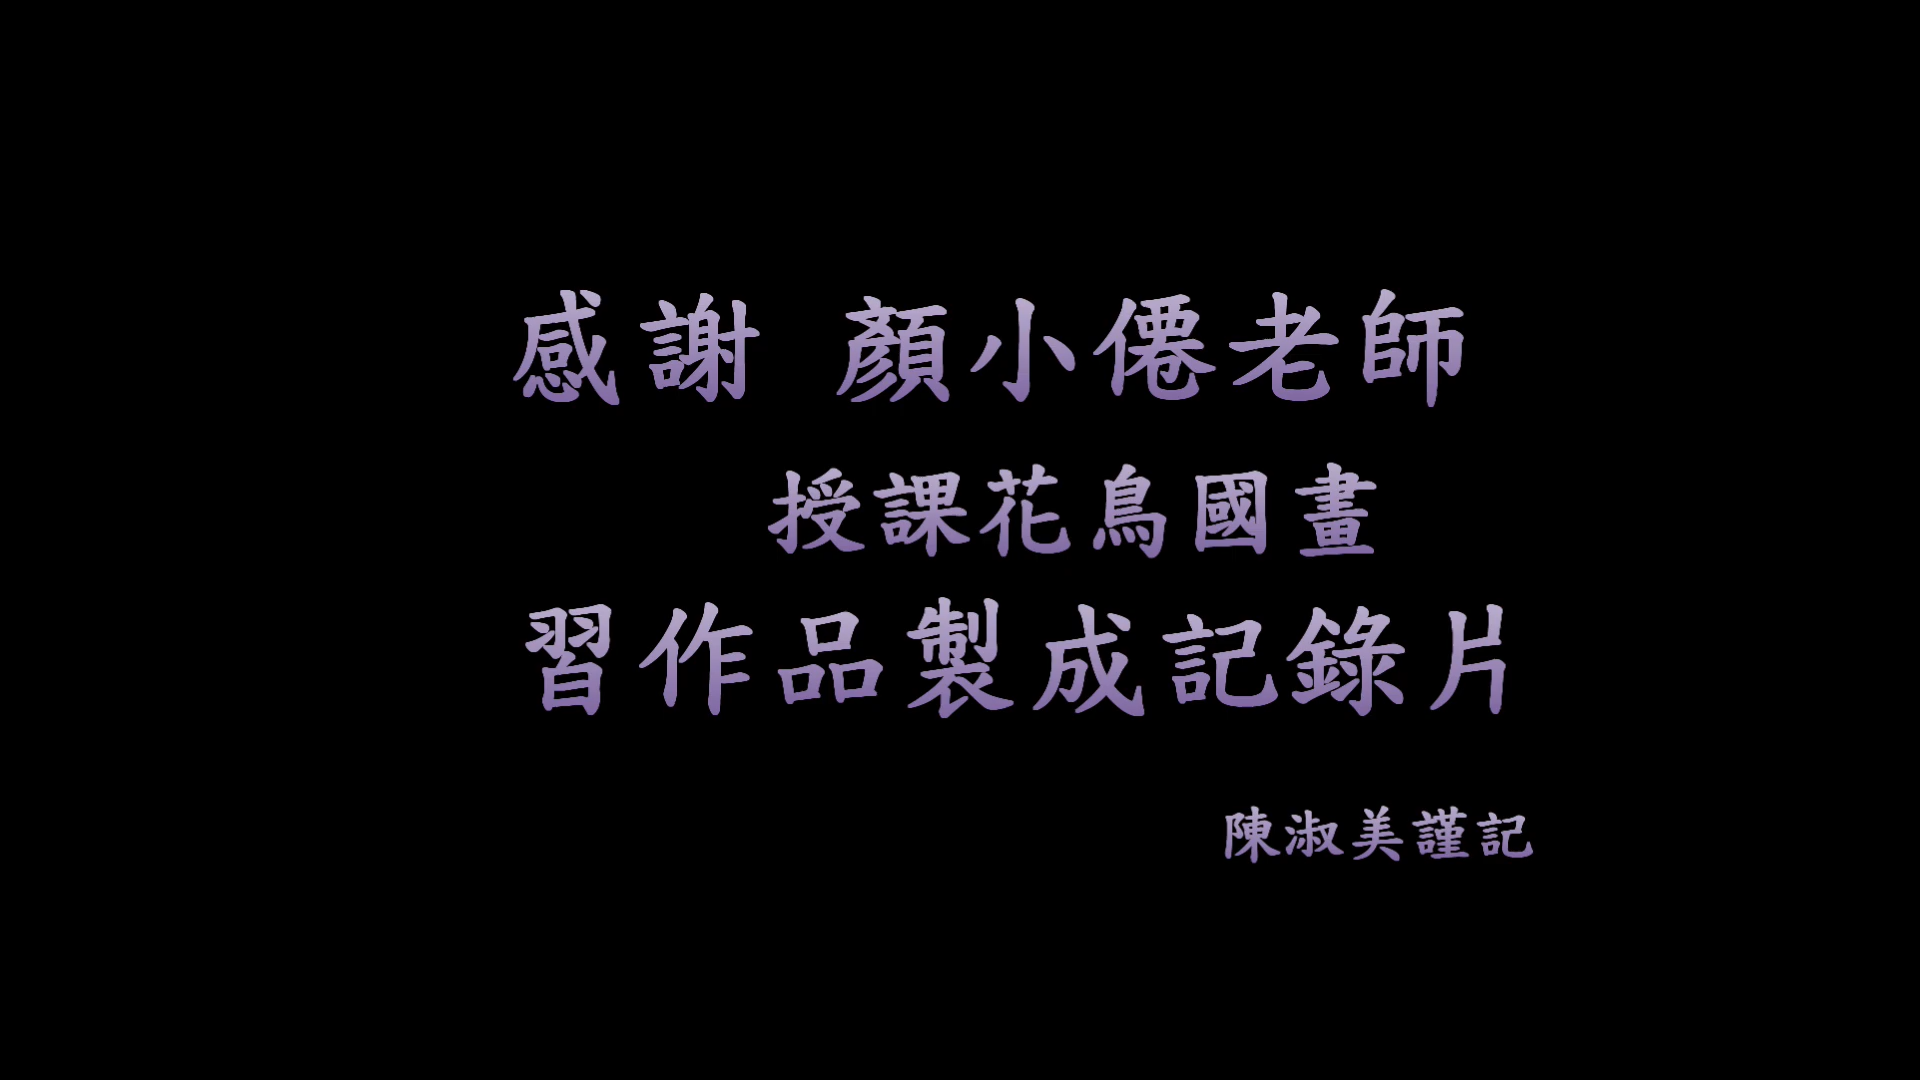 感謝 顏小僊老師
授課花鳥國畫
習作品製成記錄片
陳淑美謹記